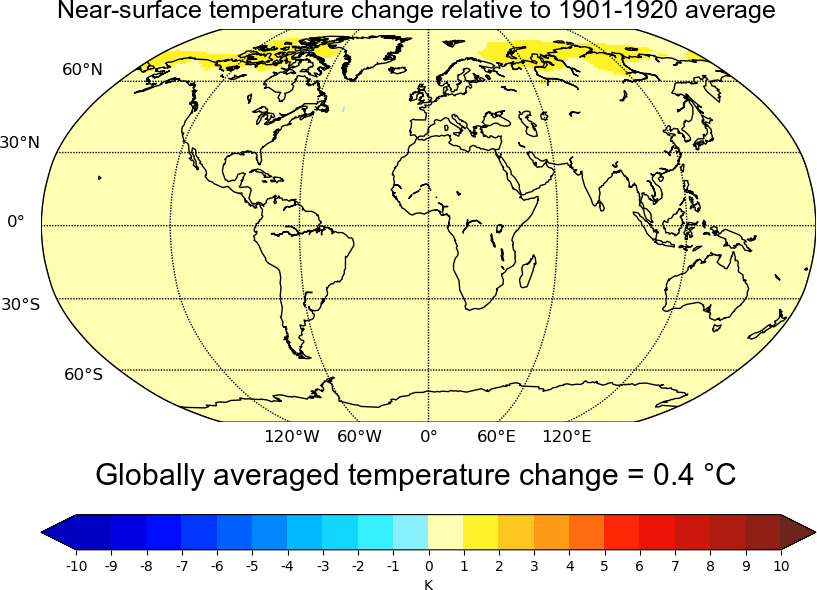 Near-surface temperature change relative to 1901-1920 average
60°N
30°N
0°
30°S
60°S
120°W 60°W 0° 60°E 120°E
Globally averaged temperature change = 0.4 °C
-10 -9 -8 -7 -6 -5 -4 -3 -2 -1 0 1 2 3 4 5 6 7 8 9 10
K